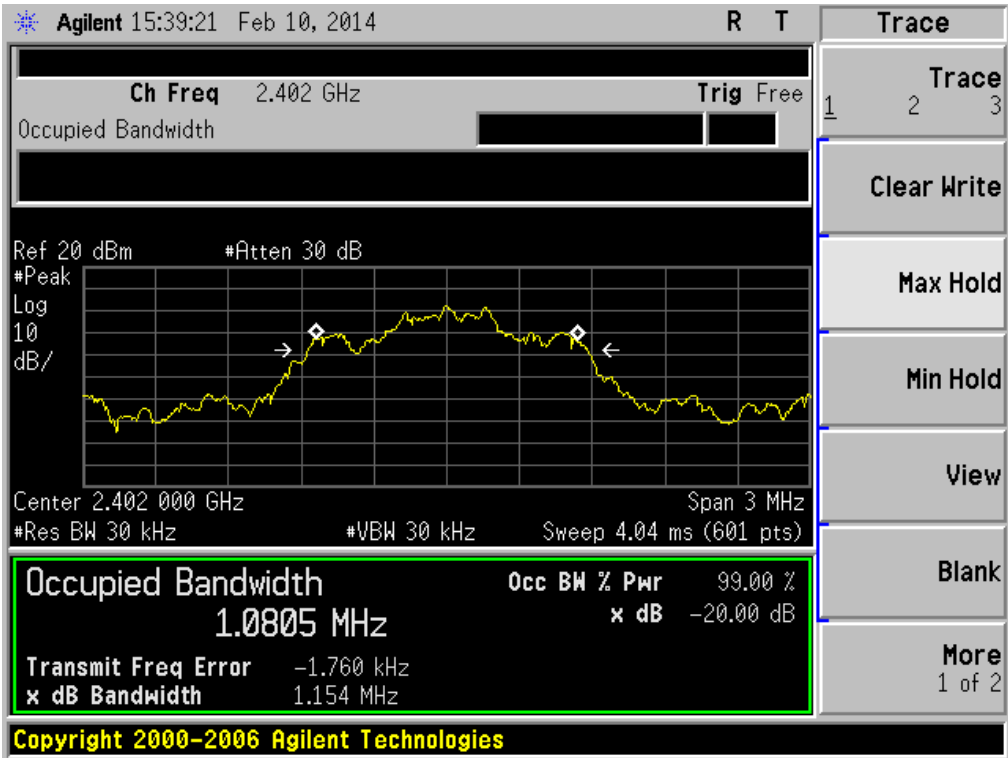 Agilent 15:39:21 Feb 10, 2014 R T
Ch Freq 2.402 GHz Trig Free
Occupied Bandwidth
Ref 20 dBm #Atten 30 dB
#Peak
Log
10
dB/
Center 2.402 000 GHz Span 3 MHz
#Res BW 30 kHz #VBW 30 kHz Sweep 4.04 ms (601 pts)
Occupied Bandwidth
1.0805 MHz
Occ BW % Pwr 99.00 %
x dB -20.00 dB
Transmit Freq Error -1.760 kHz
x dB Bandwidth 1.154 MHz
Copyright 2000-2006 Agilent Technologies
Trace
Trace
1 2 3
Clear Write
Max Hold
Min Hold
View
Blank
More
1 of 2